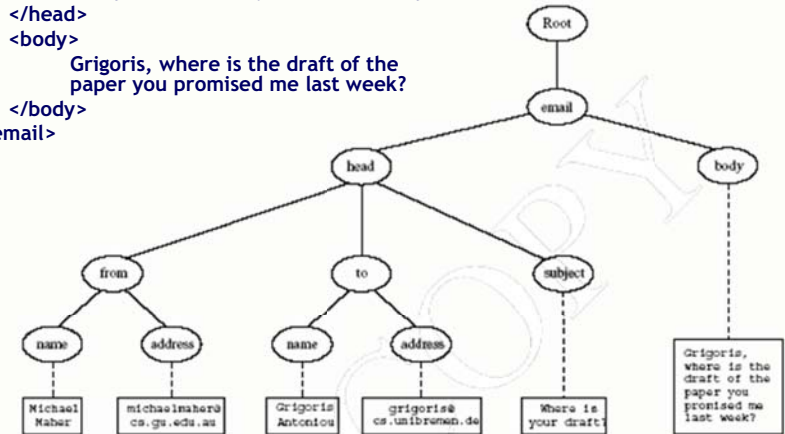 </head>
<body>
Grigoris, where is the draft of the
paper you promised me last week?
</body>
email>
Root
email
head
body
from
to
subject
name
address
name
address
Michael
Maher
michaelmaher@
cs.gu.edu.au
Grigoris
Antoniou
grigoris@
cs.unibremen.de
Where is
your draft?
Grigoris,
where is the
draft of the
paper you
promised me
last week?
COPY